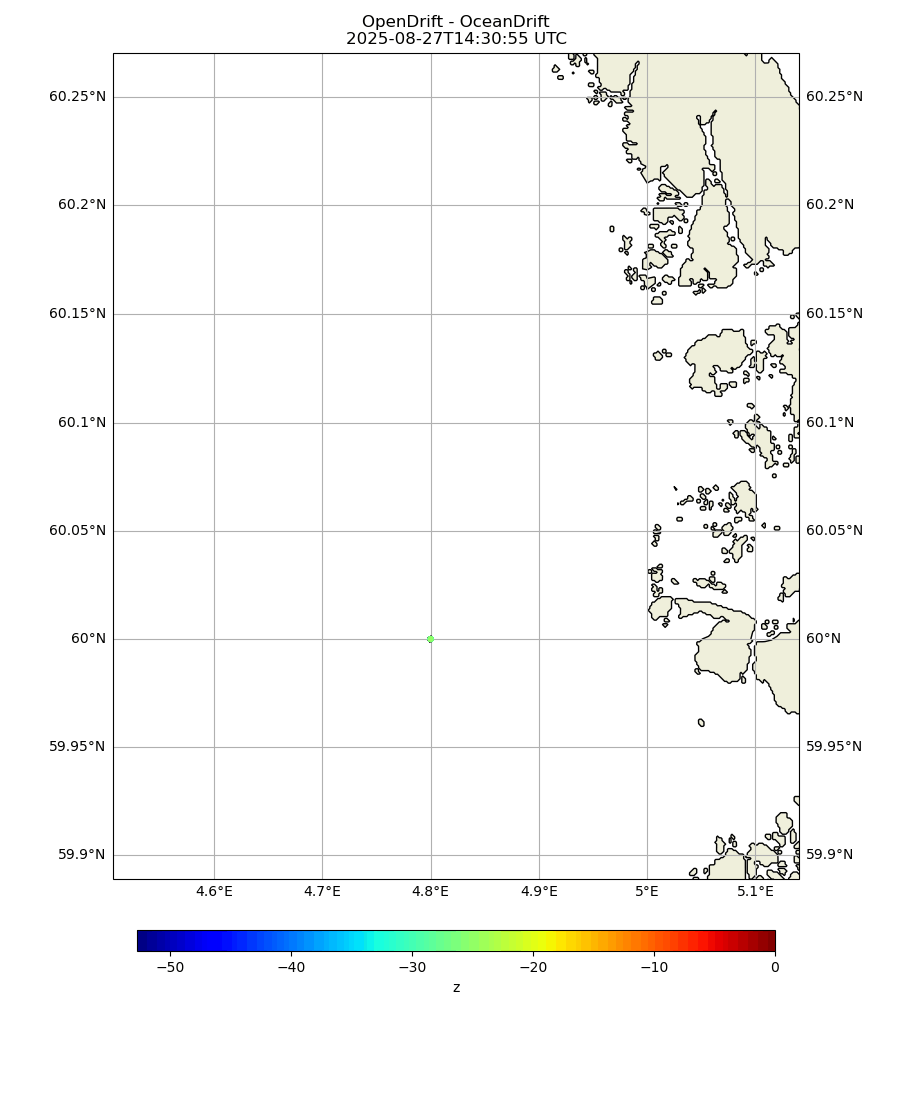 OpenDrift - OceanDrift
2025-08-27T14:30:55 UTC
60.25°N 60.25°N
60.2°N 60.2°N
60.15°N 60.15°N
60.1°N 60.1°N
60.05°N 60.05°N
60°N 60°N
59.95°N 59.95°N
59.9°N 59.9°N
4.6°E 4.7°E 4.8°E 4.9°E 5°E 5.1°E
−50 −40 −30 −20 −10 0
z